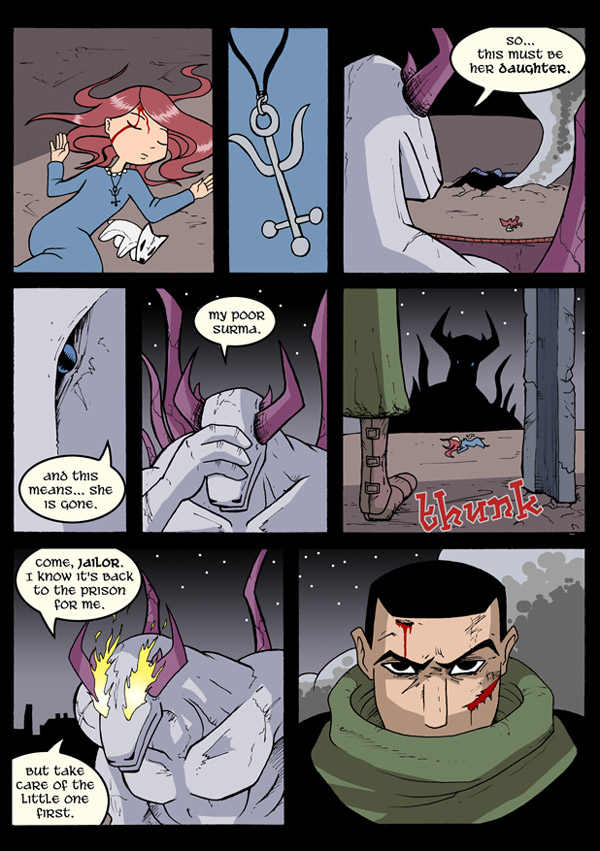 So...
this must be
her daughter.
And this
means... she
is gone.
My poor
Surma.
thunk
Come, Jailor.
I know it's back
to the prison
for me.
But take
care of the
little one
first.